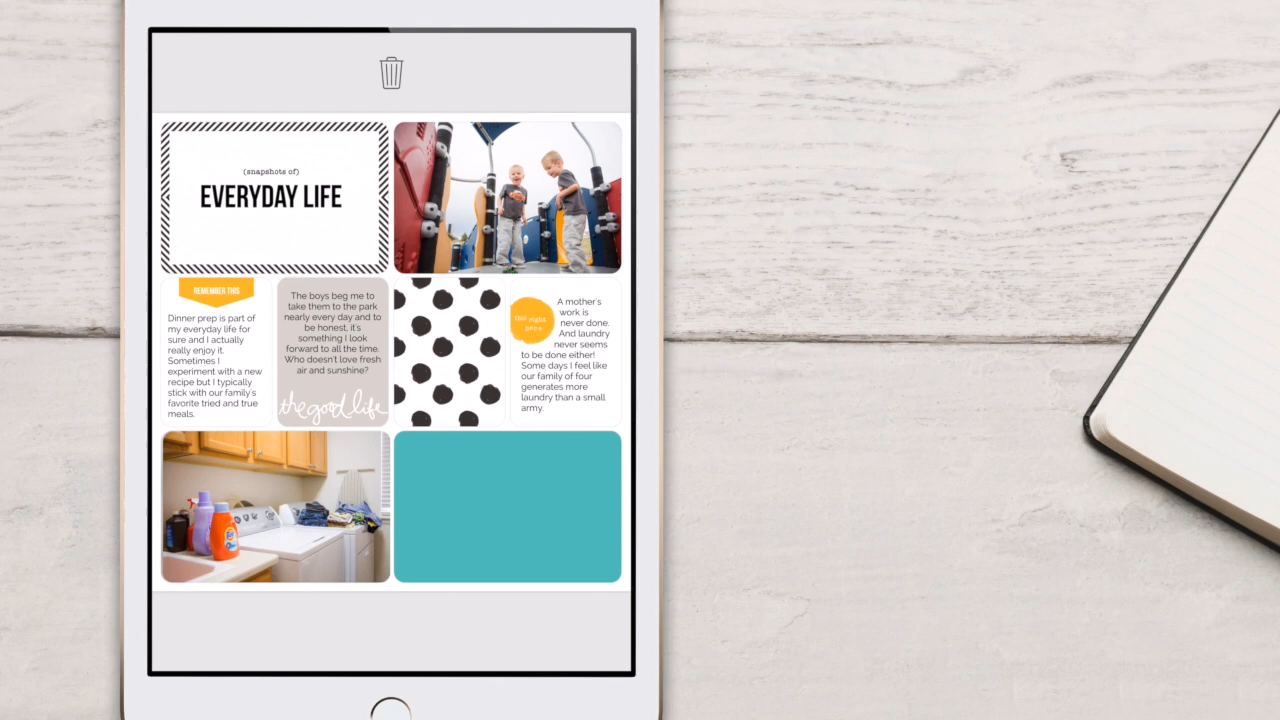 (snapshots of)
EVERYDAY LIFE
REMEMBER THIS
Dinner prep is part of
my everyday life for
sure and I actually
really enjoy it.
Sometimes I
experiment with a new
recipe but I typically
stick with our family's
favorite tried and true
meals.
The boys beg me to
take them to the park
nearly every day and to
be honest, it's
something I look
forward to all the time.
Who doesn't love fresh
air and sunshine?
the good life
this right
here
A mother's
work is
never done.
And laundry
never seems
to be done either!
Some days I feel like
our family of four
generates more
laundry than a small
army.
Tide